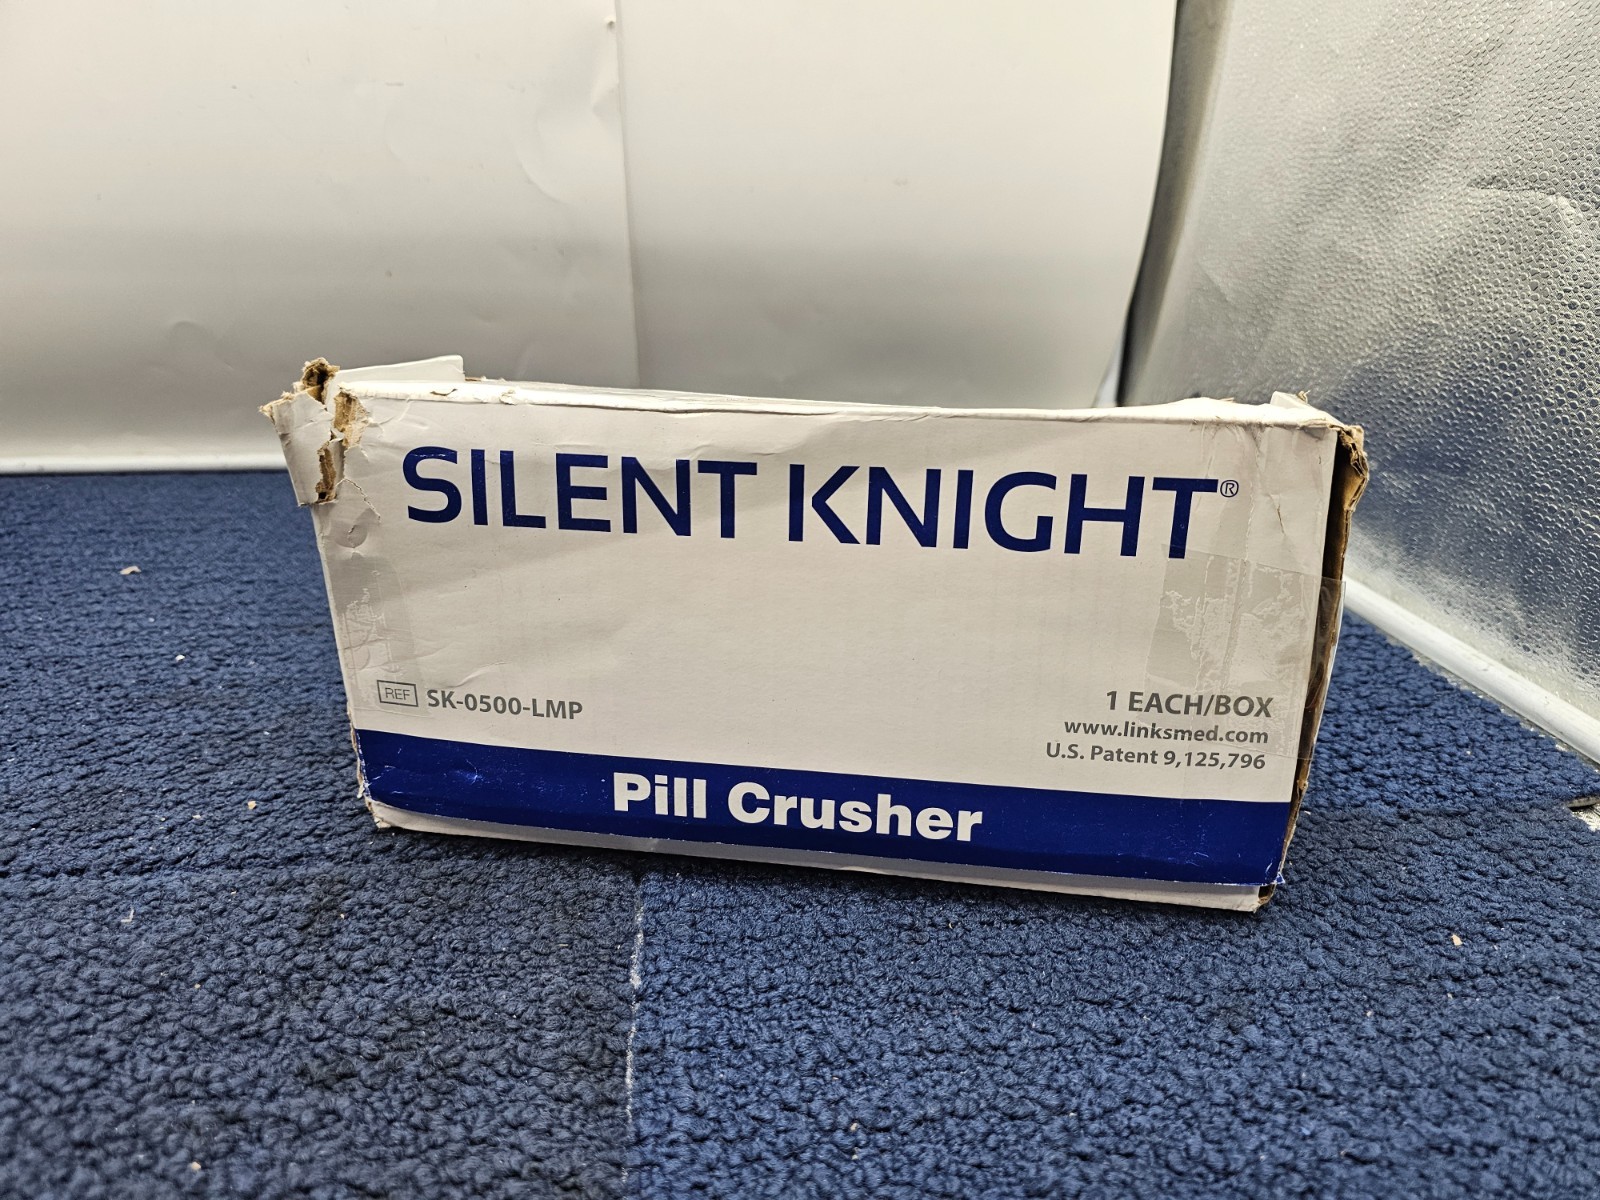 SILENT KNIGHT®
REF SK-0500-LMP
1 EACH/BOX
www.linksmed.com
U.S. Patent 9,125,796
Pill Crusher